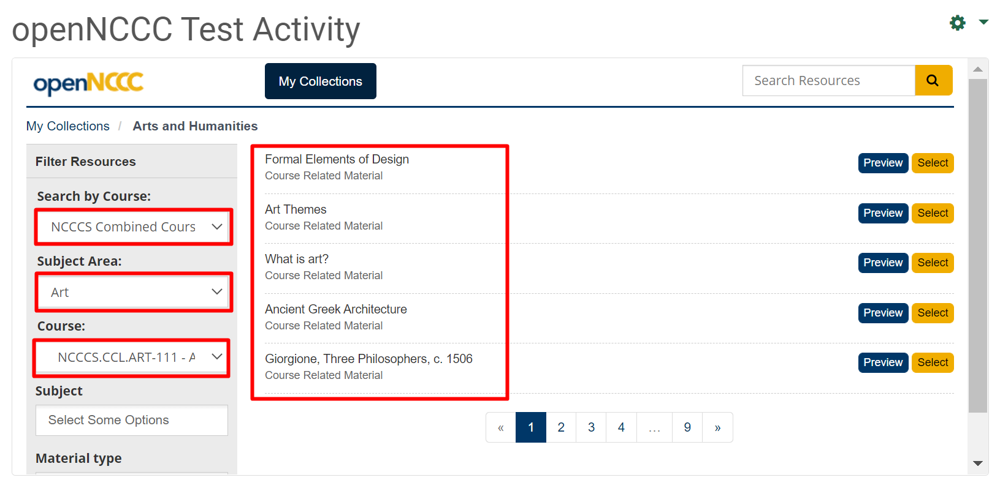 openNCCC Test Activity
openNCCC
My Collections
Search Resources
My Collections / Arts and Humanities
Filter Resources
Search by Course:
NCCCS Combined Cours
Subject Area:
Art
Course:
NCCCS.CCL.ART-111 - A
Subject
Select Some Options
Material type
Formal Elements of Design
Course Related Material
Preview Select
Art Themes
Course Related Material
Preview Select
What is art?
Course Related Material
Preview Select
Ancient Greek Architecture
Course Related Material
Preview Select
Giorgione, Three Philosophers, c. 1506
Course Related Material
Preview Select
« 1 2 3 4 ... 9 »